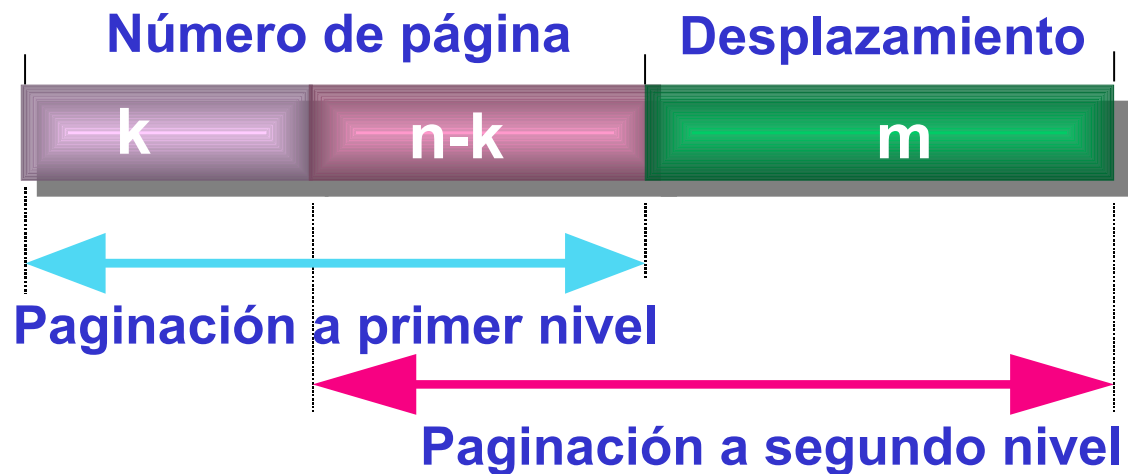 Número de página Desplazamiento
k n-k m
Paginación a primer nivel
Paginación a segundo nivel